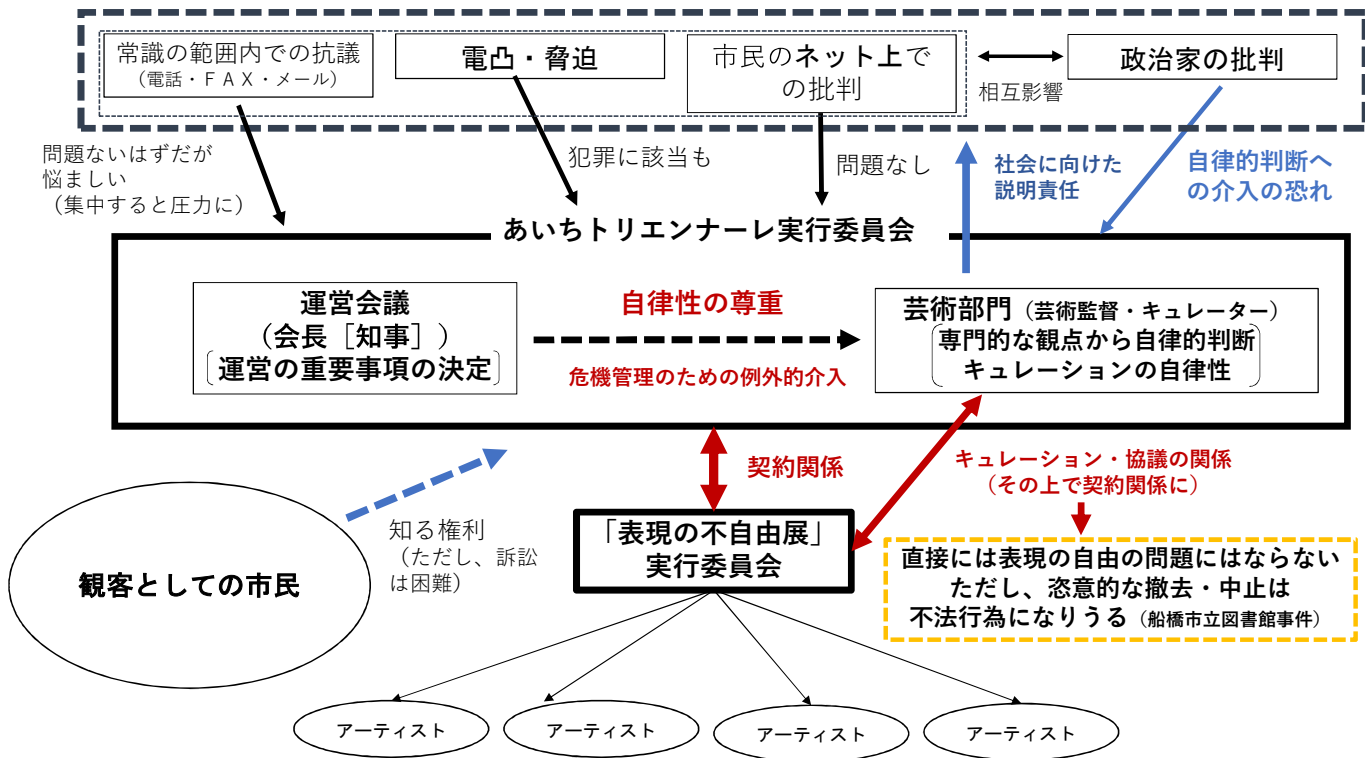 常識の範囲内での抗議
（電話・ＦＡＸ・メール）
電凸・脅迫
市民のネット上で
の批判
相互影響
政治家の批判
問題ないはずだが
悩ましい
（集中すると圧力に）
犯罪に該当も
問題なし
社会に向けた
説明責任
自律的判断へ
の介入の恐れ
あいちトリエンナーレ実行委員会
運営会議
（会長［知事］）
〔運営の重要事項の決定〕
自律性の尊重
危機管理のための例外的介入
芸術部門（芸術監督・キュレーター）
専門的な観点から自律的判断
キュレーションの自律性
契約関係
キュレーション・協議の関係
（その上で契約関係に）
知る権利
（ただし、訴訟
は困難）
観客としての市民
「表現の不自由展」
実行委員会
直接には表現の自由の問題にはならない
ただし、恣意的な撤去・中止は
不法行為になりうる（船橋市立図書館事件）
アーティスト
アーティスト
アーティスト
アーティスト